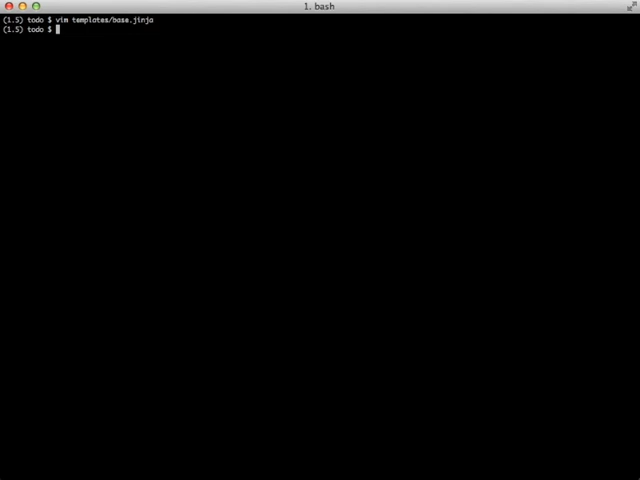 1. bash
(1.5) todo $ vim templates/base.jinja
(1.5) todo $